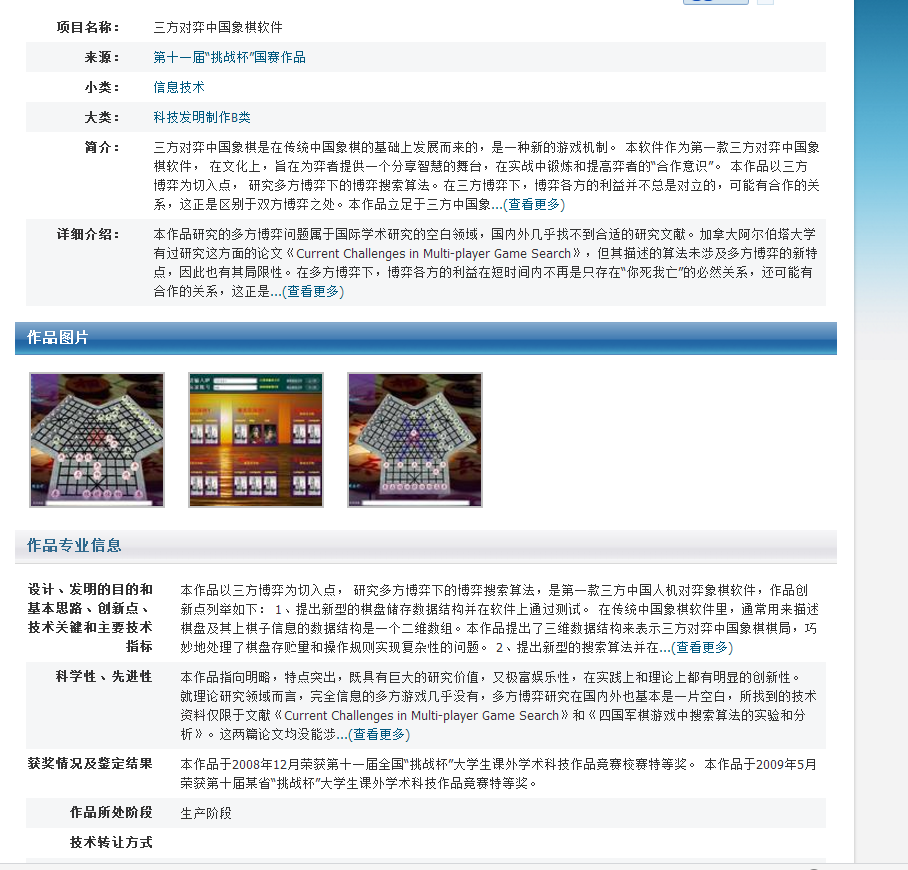 项目名称： 三方对弈中国象棋软件
来源： 第十一届“挑战杯”国赛作品
小类： 信息技术
大类： 科技发明制作B类
简介： 三方对弈中国象棋是在传统中国象棋的基础上发展而来的，是一种新的游戏机制。 本软件作为第一款三方对弈中国象
棋软件， 在文化上，旨在为弈者提供一个分享智慧的舞台，在实战中锻炼和提高弈者的“合作意识”。 本作品以三方
博弈为切入点， 研究多方博弈下的博弈搜索算法。在三方博弈下，博弈各方的利益并不总是对立的，可能有合作的关
系，这正是区别于双方博弈之处。本作品立足于三方中国象...(查看更多)
详细介绍： 本作品研究的多方博弈问题属于国际学术研究的空白领域，国内外几乎找不到合适的研究文献。加拿大阿尔伯塔大学
有过研究这方面的论文《Current Challenges in Multi-player Game Search》，但其描述的算法未涉及多方博弈的新特
点，因此也有其局限性。在多方博弈下，博弈各方的利益在短时间内不再是只存在“你死我亡”的必然关系，还可能有
合作的关系，这正是...(查看更多)
作品图片
作品专业信息
设计、发明的目的和
基本思路、创新点、
技术关键和主要技术
指标
本作品以三方博弈为切入点， 研究多方博弈下的博弈搜索算法，是第一款三方中国人机对弈象棋软件，作品创
新点列举如下： 1、提出新型的棋盘储存数据结构并在软件上通过测试。 在传统中国象棋软件里，通常用来描述
棋盘及其上棋子信息的数据结构是一个二维数组。本作品提出了三维数据结构来表示三方对弈中国象棋棋局，巧
妙地处理了棋盘存贮量和操作规则实现复杂性的问题。 2、提出新型的搜索算法并在...(查看更多)
科学性、先进性 本作品指向明略，特点突出，既具有巨大的研究价值，又极富娱乐性，在实践上和理论上都有明显的创新性。
就理论研究领域而言，完全信息的多方游戏几乎没有，多方博弈研究在国内外也基本是一片空白，所找到的技术
资料仅限于文献《Current Challenges in Multi-player Game Search》和《四国军棋游戏中搜索算法的实验和分
析》。这两篇论文均没能涉...(查看更多)
获奖情况及鉴定结果 本作品于2008年12月荣获第十一届全国“挑战杯”大学生课外学术科技作品竞赛校赛特等奖。 本作品于2009年5月
荣获第十届某省“挑战杯”大学生课外学术科技作品竞赛特等奖。
作品所处阶段 生产阶段
技术转让方式